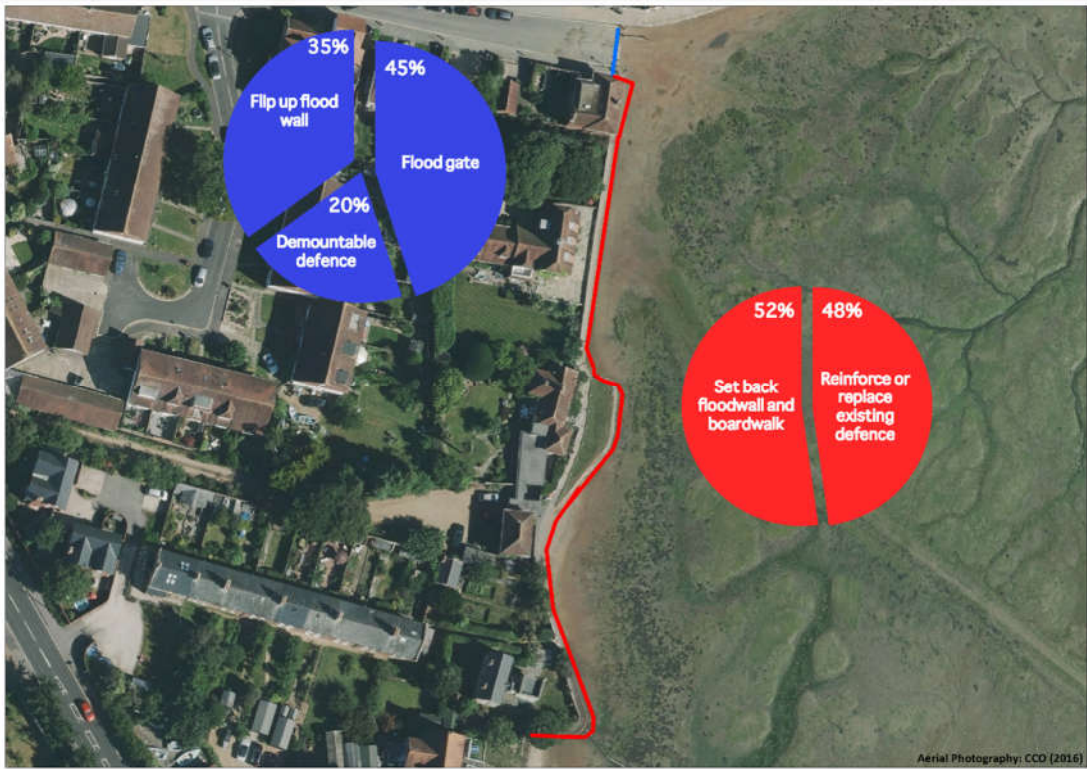 35%
Flip up flood
wall
45%
Flood gate
20%
Demountable
defence
52%
Set back
floodwall and
boardwalk
48%
Reinforce or
replace
existing
defence
Aerial Photography: CCO (2016)